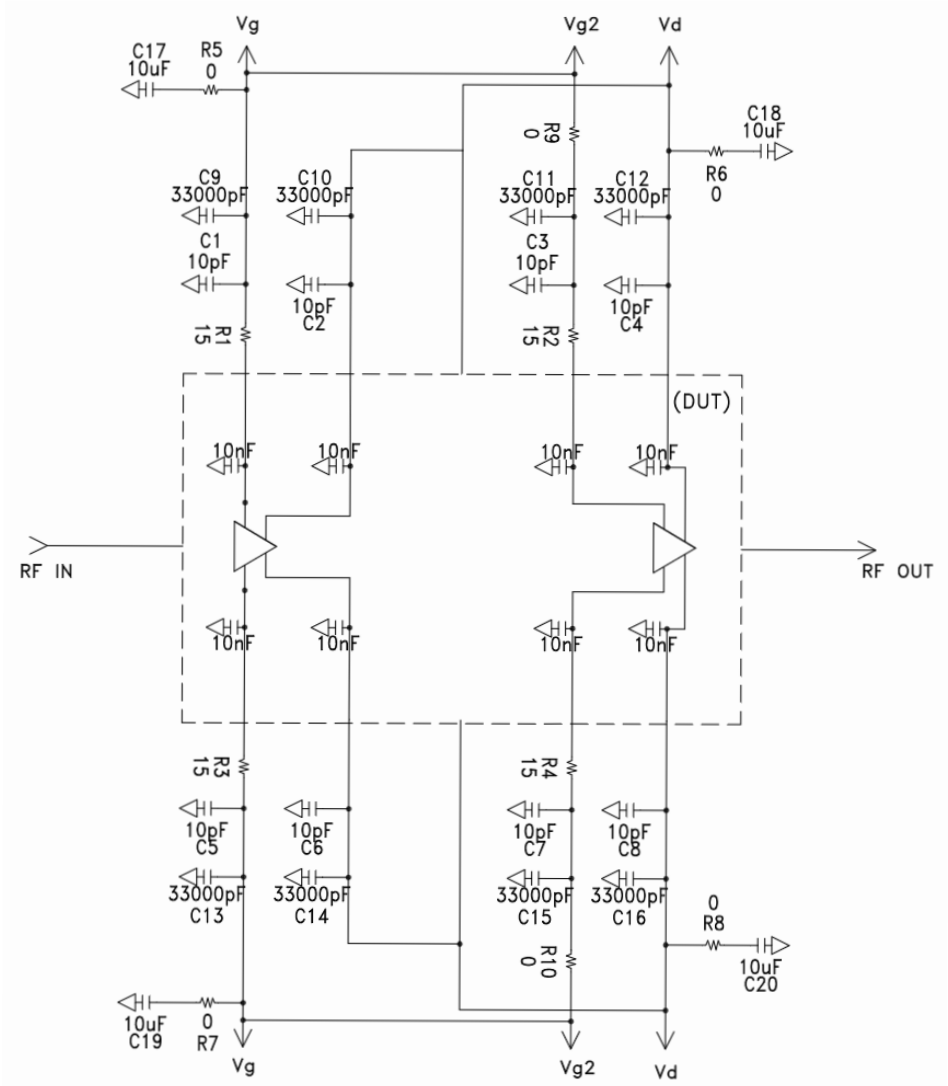 Vg
Vg2
Vd
C17
10uF
R5
0
C18
10uF
R9
0
R6
0
C9
33000pF
C10
33000pF
C11
33000pF
C12
33000pF
C1
10pF
10pF
C2
C3
10pF
10pF
C4
R1
15
R2
15
(DUT)
10nF
10nF
10nF
10nF
RF IN
RF OUT
10nF
10nF
10nF
10nF
R3
15
R4
15
10pF
C5
10pF
C6
10pF
C7
10pF
C8
33000pF
C13
33000pF
C14
33000pF
C15
33000pF
C16
0
R8
R10
0
10uF
C20
10uF
C19
0
R7
Vg
Vg2
Vd